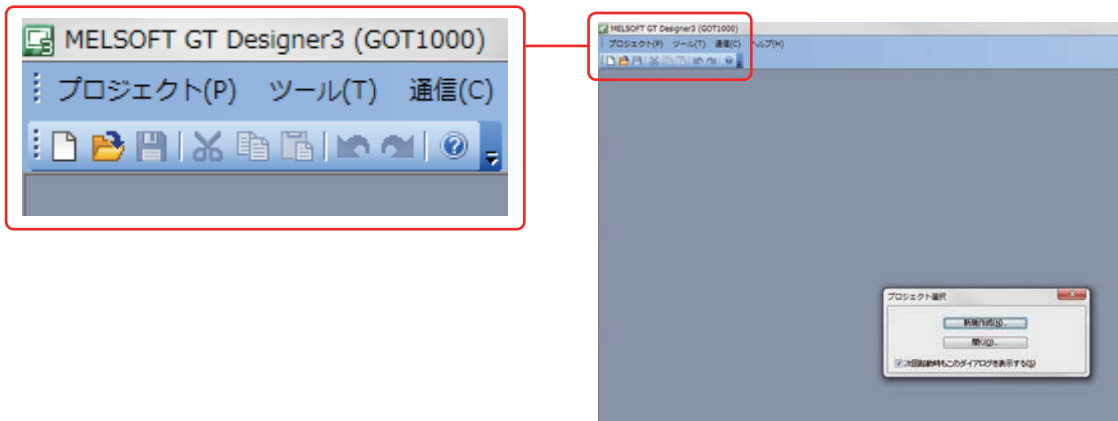 MELSOFT GT Designer3 (GOT1000)
プロジェクト(P) ツール(T) 通信(C)
MELSOFT GT Designer3 (GOT1000)
プロジェクト(P) ツール(T) 通信(C) ヘルプ(H)
プロジェクト選択
新規作成(N)...
開く(O)...
次回起動時もこのダイアログを表示する(S)